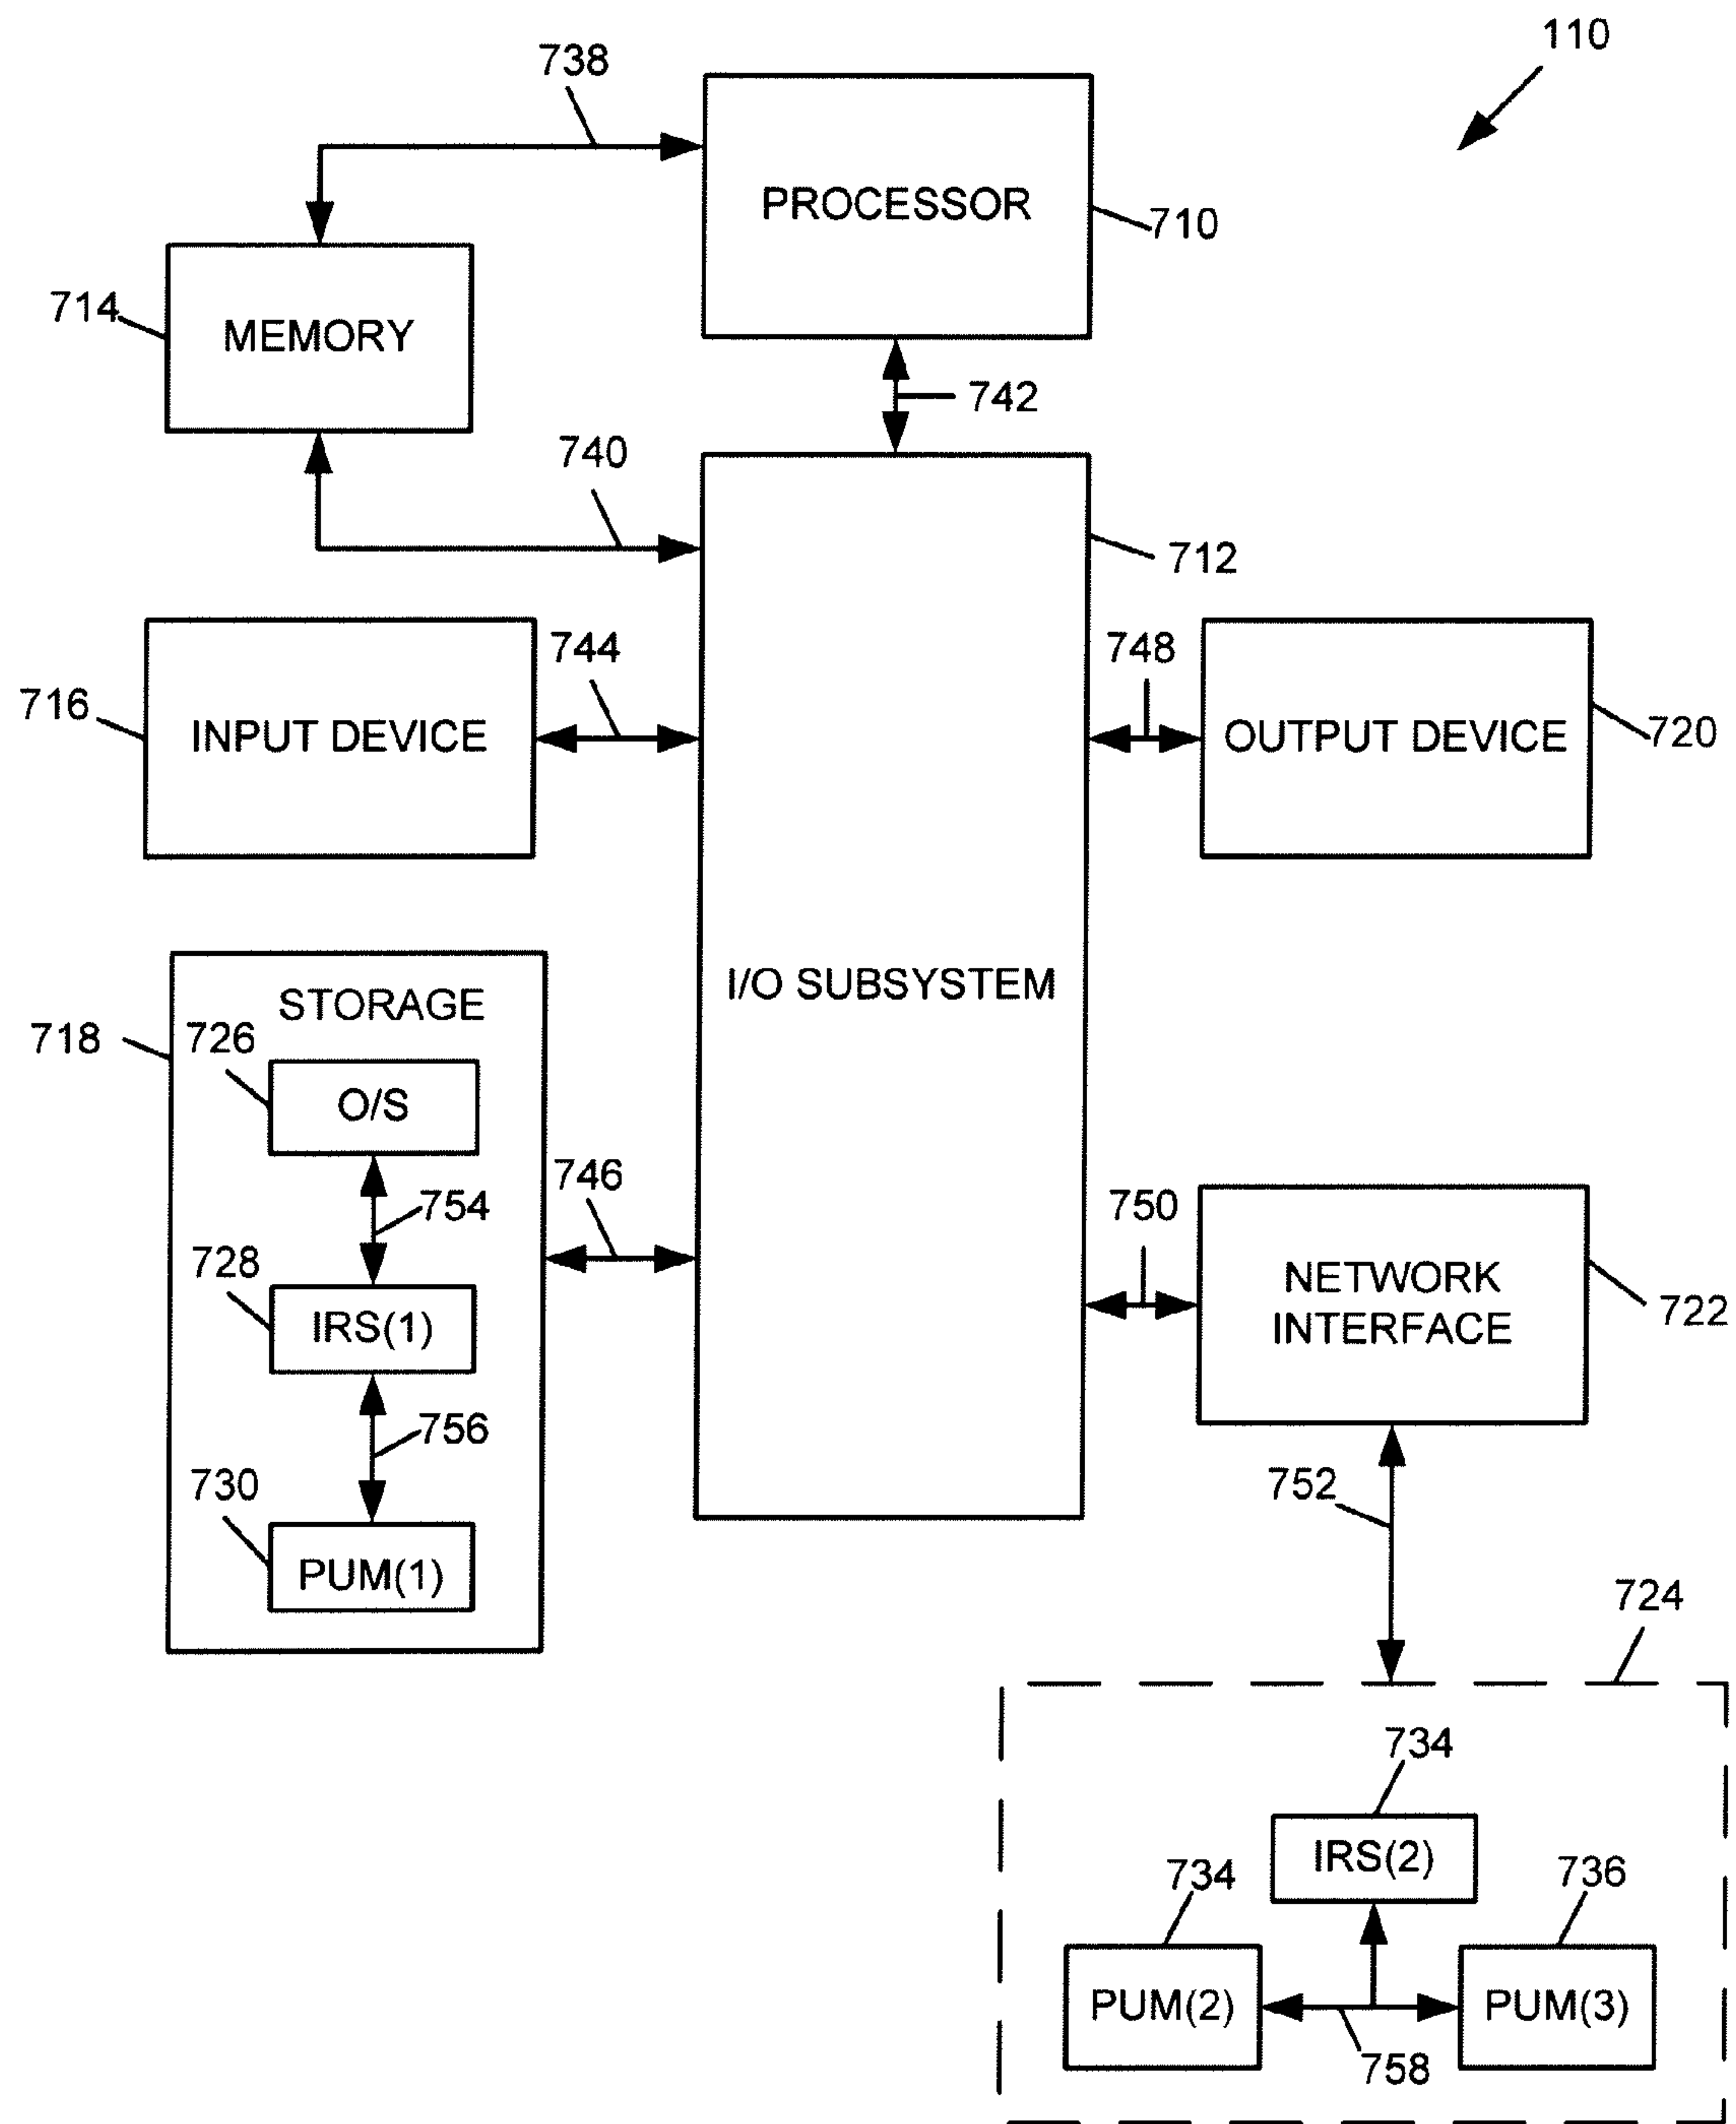 110
738
PROCESSOR
710
714
MEMORY
742
740
712
744
748
716
INPUT DEVICE
OUTPUT DEVICE
720
I/O SUBSYSTEM
STORAGE
718
726
O/S
754
746
728
IRS(1)
750
NETWORK
INTERFACE
722
756
730
PUM(1)
752
724
734
IRS(2)
734
736
PUM(2)
PUM(3)
758